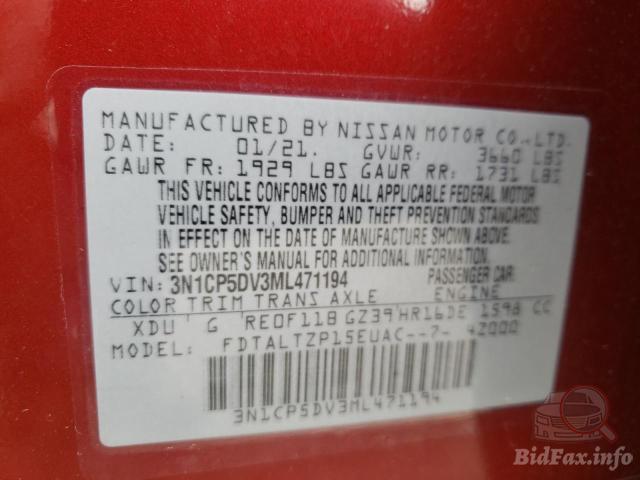 MANUFACTURED BY NISSAN MOTOR CO.,LTD.
DATE: 01/21. GVWR: 3660 LBS
GAWR FR: 1929 LBS GAWR RR: 1731 LBS
THIS VEHICLE CONFORMS TO ALL APPLICABLE FEDERAL MOTOR
VEHICLE SAFETY, BUMPER AND THEFT PREVENTION STANDARDS
IN EFFECT ON THE DATE OF MANUFACTURE SHOWN ABOVE.
SEE OWNER'S MANUAL FOR ADDITIONAL INFORMATION.
VIN: 3N1CP5DV3ML471194 PASSENGER CAR
COLOR TRIM TRANS AXLE ENGINE
XDU G RE0F11B GZ39 HR16DE 1598 CC
MODEL: FDTALTZP15EUAC--7- 42000
3N1CP5DV3ML471194
BidFax.info